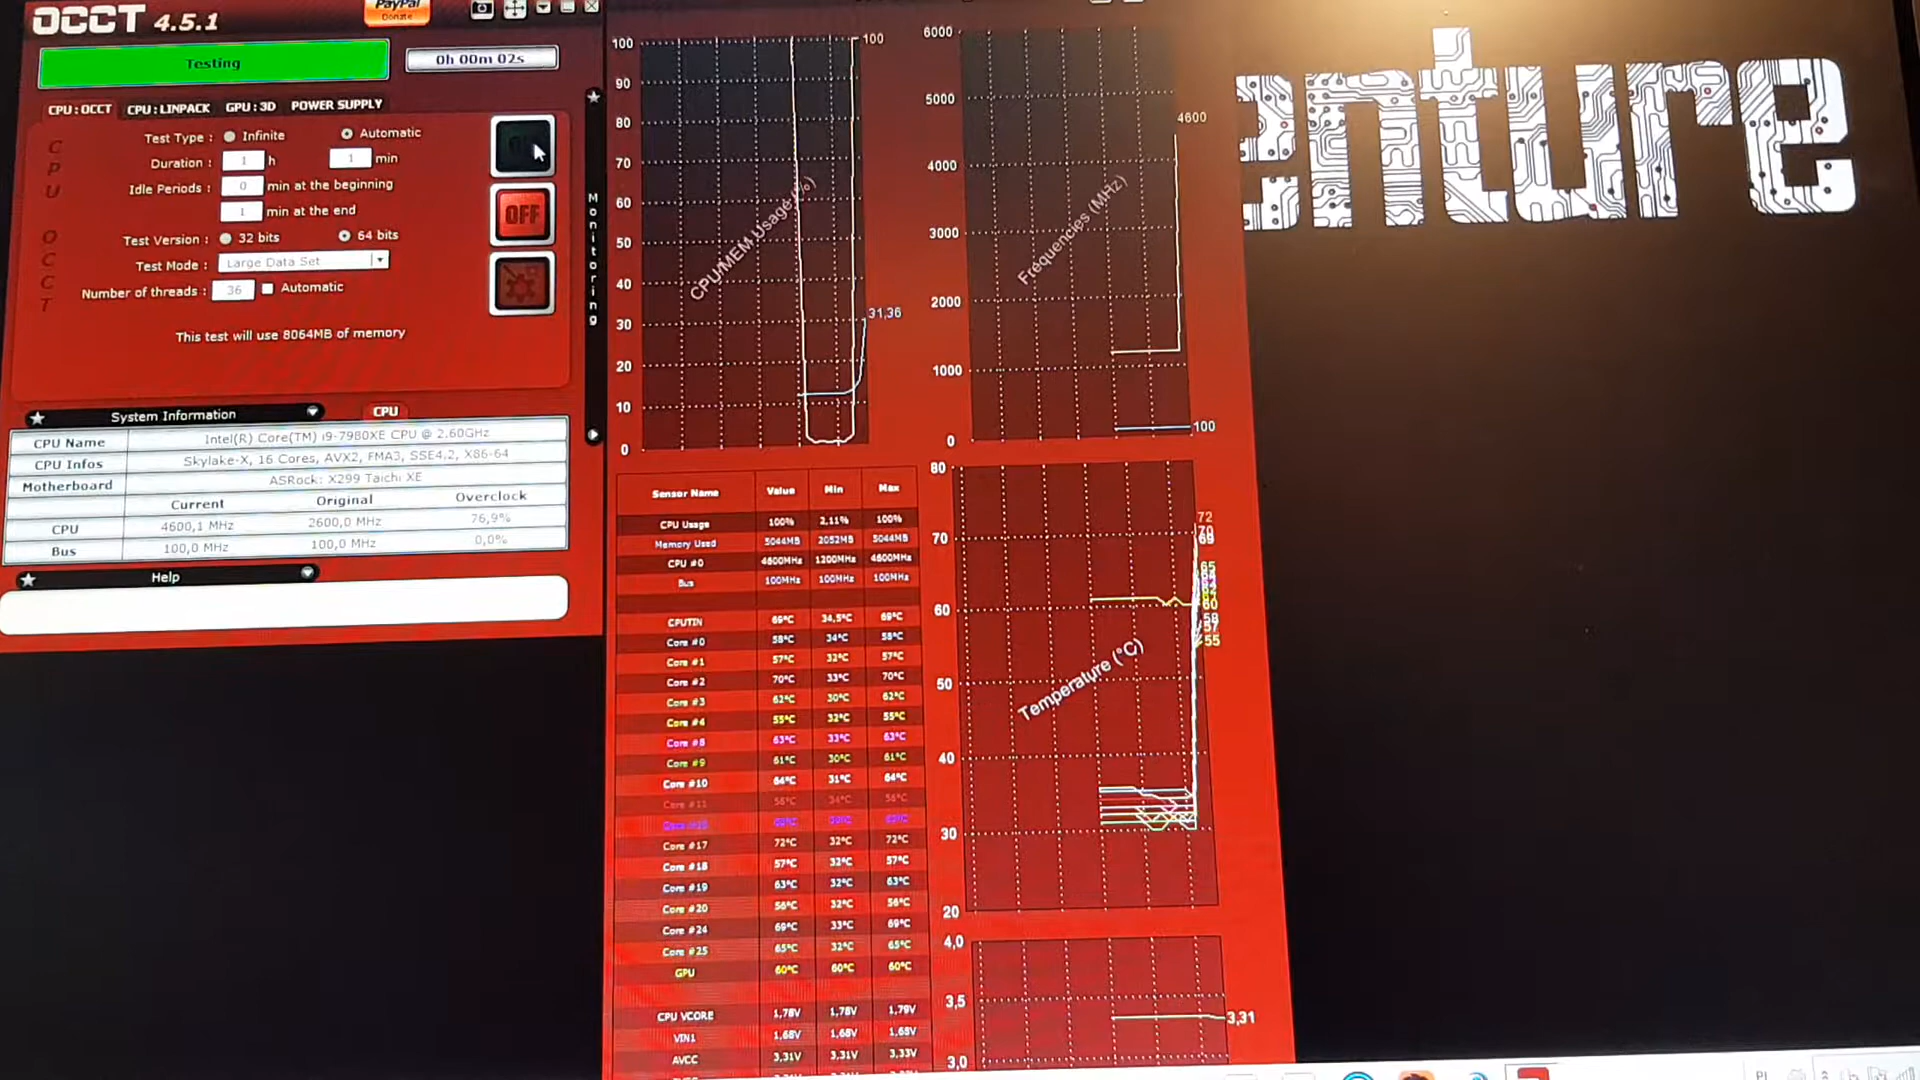 OCCT 4.5.1
PayPal
Donate
Testing
0h 00m 02s
CPU:OCCT
CPU:LINPACK
GPU:3D
POWER SUPPLY
CPU OCCT
Test Type :
Infinite
Automatic
Duration :
1 h
1 min
Idle Periods :
0 min at the beginning
1 min at the end
Test Version :
32 bits
64 bits
Test Mode :
Large Data Set
Number of threads :
36
Automatic
This test will use 8064MB of memory
OFF
Monitoring
System Information
CPU
CPU Name
Intel(R) Core(TM) i9-7980XE CPU @ 2.60GHz
CPU Infos
Skylake-X, 16 Cores, AVX2, FMA3, SSE4.2, X86-64
Motherboard
ASRock: X299 Taichi XE
Current Original Overclock
CPU 4600,1 MHz 2600,0 MHz 76,9%
Bus 100,0 MHz 100,0 MHz 0,0%
Help
100
90
80
70
60
50
40
30
20
10
0
CPU/MEM Usage (%)
100
31,36
6000
5000
4000
3000
2000
1000
0
Frequencies (MHz)
4600
100
Sensor Name Value Min Max
CPU Usage 100% 2,11% 100%
Memory Used 5044MB 2052MB 5044MB
CPU #0 4600MHz 1200MHz 4600MHz
Bus 100MHz 100MHz 100MHz
CPUTIN 69°C 34,5°C 69°C
Core #0 58°C 34°C 58°C
Core #1 57°C 32°C 57°C
Core #2 70°C 33°C 70°C
Core #3 62°C 30°C 62°C
Core #4 55°C 32°C 55°C
Core #8 63°C 33°C 63°C
Core #9 61°C 30°C 61°C
Core #10 64°C 31°C 64°C
Core #11 34°C
Core #17 72°C 32°C 72°C
Core #18 57°C 32°C 57°C
Core #19 63°C 32°C 63°C
Core #20 56°C 32°C 56°C
Core #24 69°C 33°C 69°C
Core #25 65°C 32°C 65°C
GPU 60°C 60°C 60°C
CPU VCORE 1,78V 1,78V 1,79V
VIN1 1,68V 1,68V 1,68V
AVCC 3,31V 3,31V 3,33V
80
70
60
50
40
30
20
Temperature (°C)
72
70
69
65
60
58
57
55
4,0
3,5
3,0
3,31
enture
PL